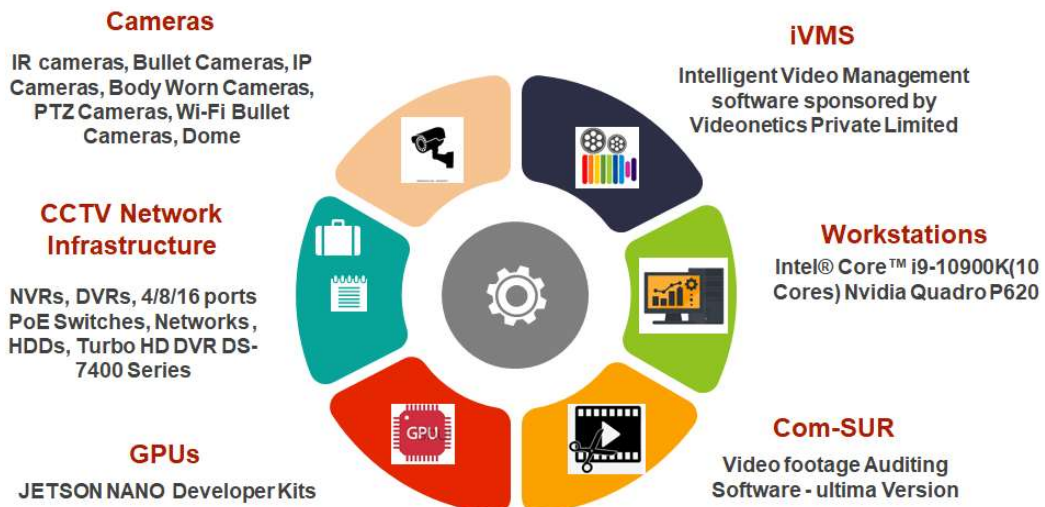 Cameras
IR cameras, Bullet Cameras, IP
Cameras, Body Worn Cameras,
PTZ Cameras, Wi-Fi Bullet
Cameras, Dome
iVMS
Intelligent Video Management
software sponsored by
Videonetics Private Limited
CCTV Network
Infrastructure
NVRs, DVRs, 4/8/16 ports
PoE Switches, Networks ,
HDDs, Turbo HD DVR DS-
7400 Series
Workstations
Intel® Core™ i9-10900K(10
Cores) Nvidia Quadro P620
GPUs
JETSON NANO Developer Kits
GPU
Com-SUR
Video footage Auditing
Software - ultima Version